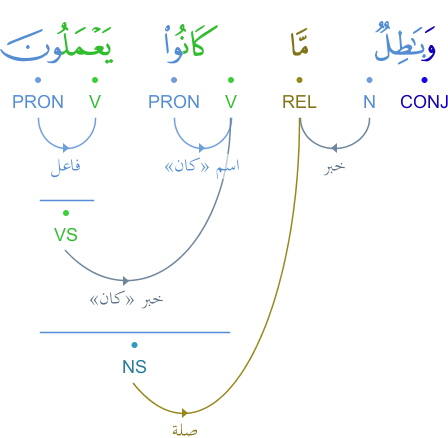 وَبَٰطِلٌ مَّا كَانُوا۟ يَعْمَلُونَ
CONJ N REL V PRON V PRON
خبر اسم «كان» فاعل
VS
خبر «كان»
NS
صلة